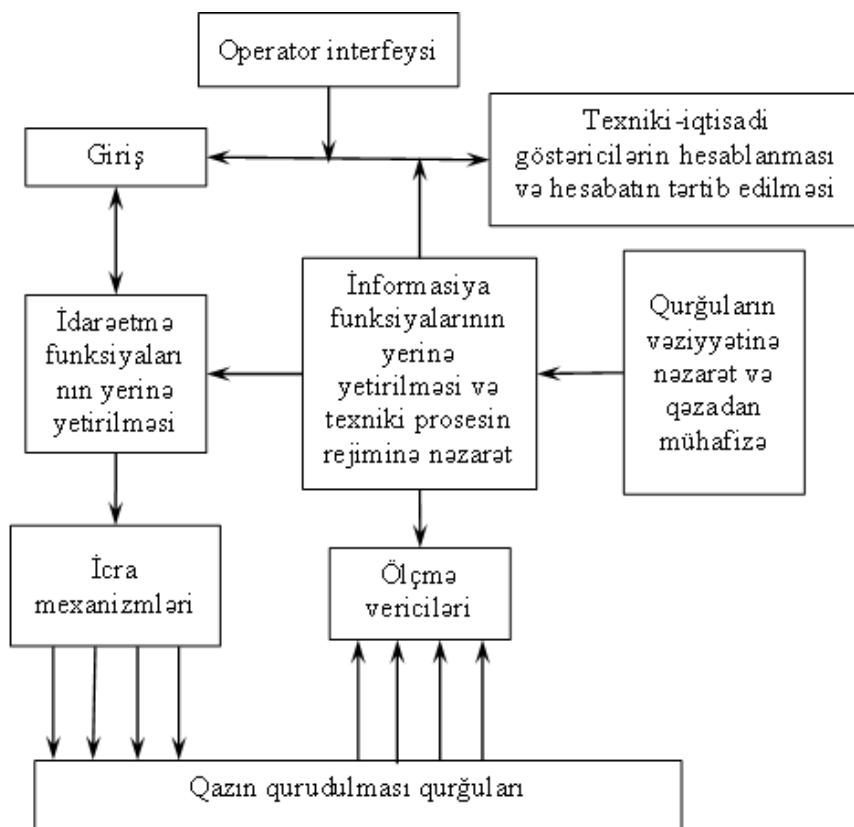 Operator interfeysi
Giriş
Texniki-iqtisadi
göstəricilərin hesablanması
və hesabatın tərtib edilməsi
İdarəetmə
funksiyaları
nın yerinə
yetirilməsi
İnformasiya
funksiyalarının
yerinə
yetirilməsi və
texniki prosesin
rejiminə nəzarət
Qurğuların
vəziyyətinə
nəzarət və
qəzadan
mühafizə
İcra
mexanizmləri
Ölçmə
vericiləri
Qazın qurudulması qurğuları